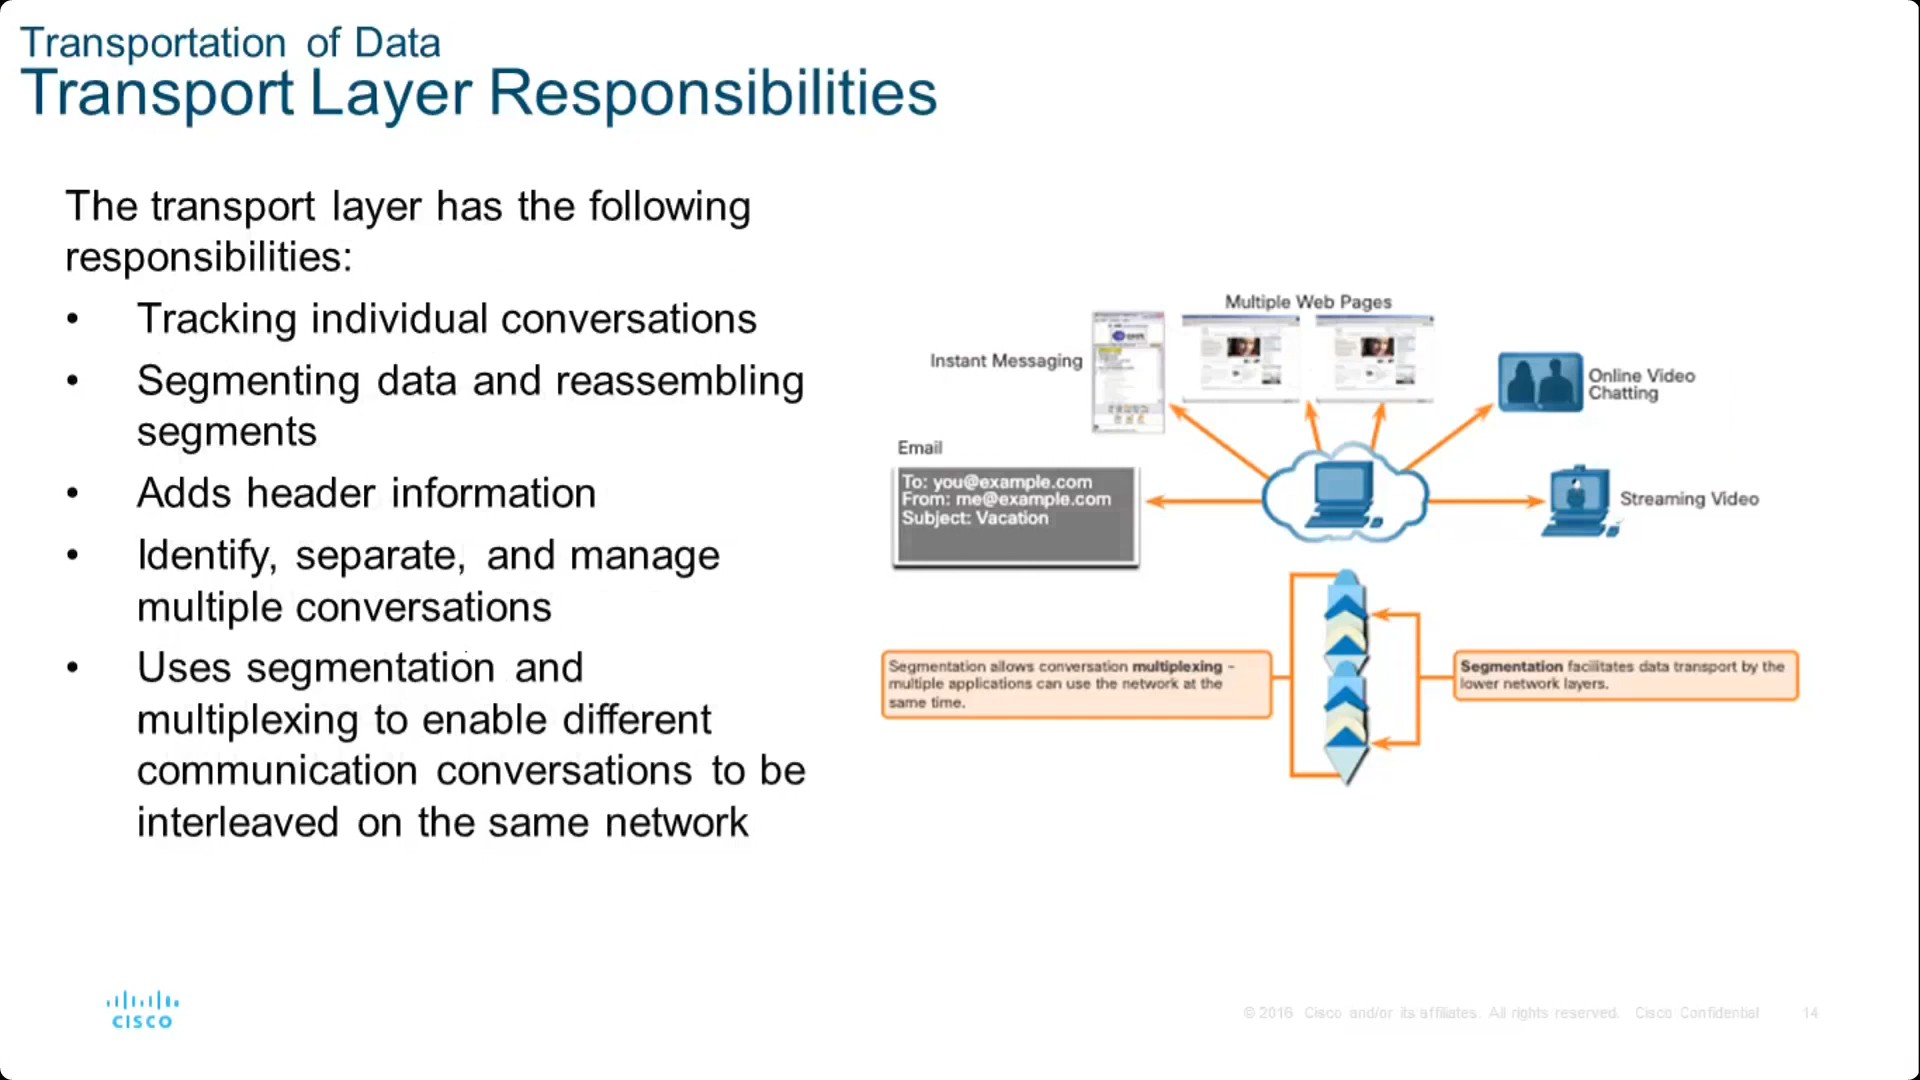 Transportation of Data
Transport Layer Responsibilities
The transport layer has the following
responsibilities:
• Tracking individual conversations
• Segmenting data and reassembling
segments
• Adds header information
• Identify, separate, and manage
multiple conversations
• Uses segmentation and
multiplexing to enable different
communication conversations to be
interleaved on the same network
Multiple Web Pages
Instant Messaging
Online Video
Chatting
Email
To: you@example.com
From: me@example.com
Subject: Vacation
Streaming Video
Segmentation allows conversation multiplexing –
multiple applications can use the network at the
same time.
Segmentation facilitates data transport by the
lower network layers.
CISCO
© 2016 Cisco and/or its affiliates. All rights reserved. Cisco Confidential 14